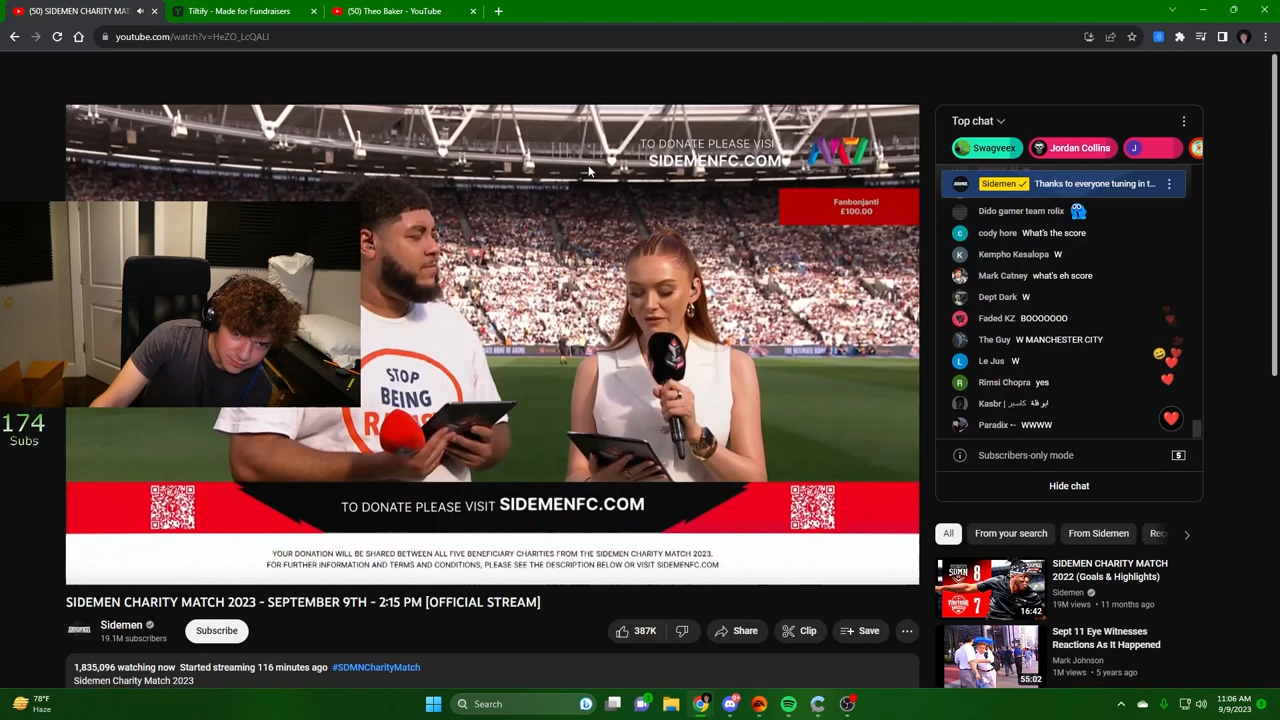 (50) SIDEMEN CHARITY MAT
Tiltify - Made for Fundraisers
(50) Theo Baker - YouTube
youtube.com/watch?v=HeZO_LcQALI
TO DONATE PLEASE VISIT
SIDEMENFC.COM
Fanbonjanti
£100.00
STOP
BEING
174
Subs
TO DONATE PLEASE VISIT SIDEMENFC.COM
YOUR DONATION WILL BE SHARED BETWEEN ALL FIVE BENEFICIARY CHARITIES FROM THE SIDEMEN CHARITY MATCH 2023.
FOR FURTHER INFORMATION AND TERMS AND CONDITIONS, PLEASE SEE THE DESCRIPTION BELOW OR VISIT SIDEMENFC.COM
SIDEMEN CHARITY MATCH 2023 - SEPTEMBER 9TH - 2:15 PM [OFFICIAL STREAM]
Sidemen
19.1M subscribers
Subscribe
387K
Share
Clip
Save
1,835,096 watching now Started streaming 116 minutes ago #SDMNCharityMatch
Sidemen Charity Match 2023
Top chat
Swagveex
Jordan Collins
J
Sidemen Thanks to everyone tuning in t...
Dido gamer team rolix
cody hore What's the score
Kempho Kesalopa W
Mark Catney what's eh score
Dept Dark W
Faded KZ BOOOOOOO
The Guy W MANCHESTER CITY
Le Jus W
Rimsi Chopra yes
Kasbr | كاسبر ابو فلة
Paradix WWWW
Subscribers-only mode
Hide chat
All
From your search
From Sidemen
Rec
SIDEMEN CHARITY MATCH
2022 (Goals & Highlights)
Sidemen
19M views • 11 months ago
16:42
Sept 11 Eye Witnesses
Reactions As It Happened
Mark Johnson
1M views • 5 years ago
55:02
78°F
Haze
Search
11:06 AM
9/9/2023